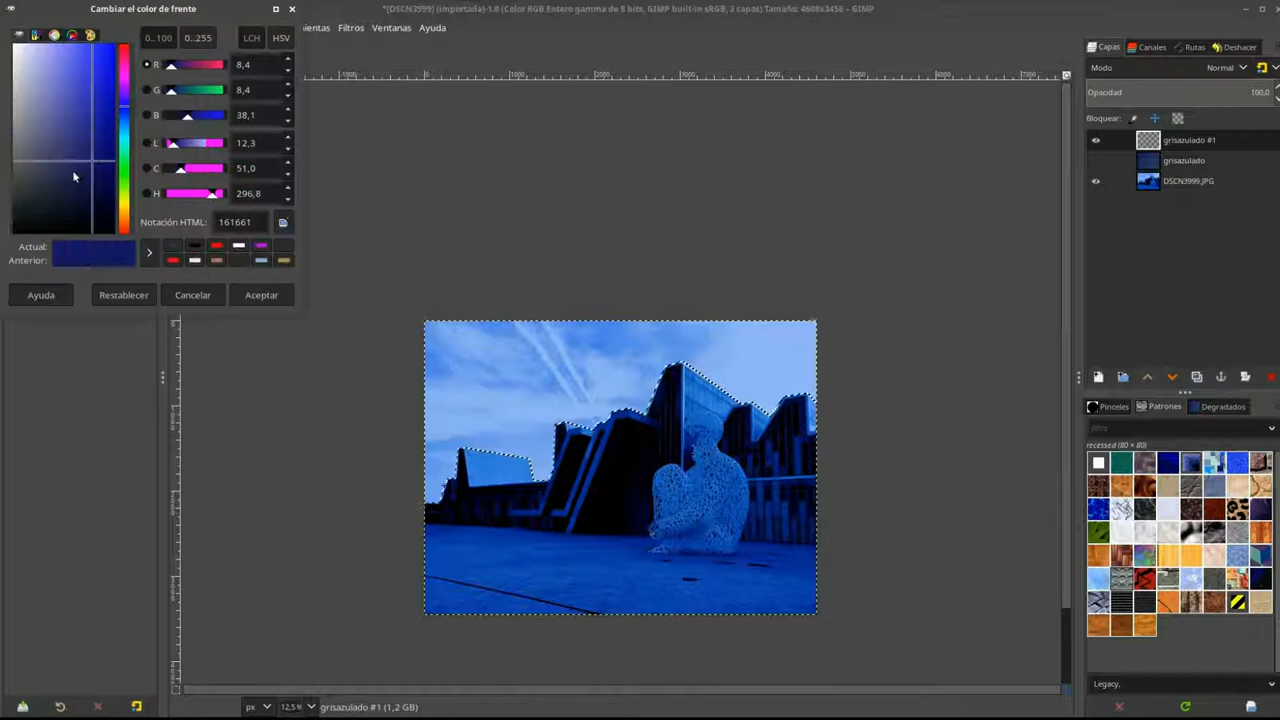 Cambiar el color de frente
*[DSCN3999] (importada)-1.0 (Color RGB Entero gamma de 8 bits, GIMP built-in sRGB, 3 capas) Tamaño: 4608x3456 – GIMP
ientas Filtros Ventanas Ayuda
0..100 0..255 LCH HSV
R 8,4
G 8,4
B 38,1
L 12,3
C 51,0
H 296,8
Notación HTML: 161661
Actual:
Anterior:
Ayuda Restablecer Cancelar Aceptar
Capas Canales Rutas Deshacer
Modo Normal
Opacidad 100,0
Bloquear:
grisazulado #1
grisazulado
DSCN3999.JPG
Pinceles Patrones Degradados
filtro
recessed (80 × 80)
Legacy,
px 12,5 % grisazulado #1 (1,2 GB)